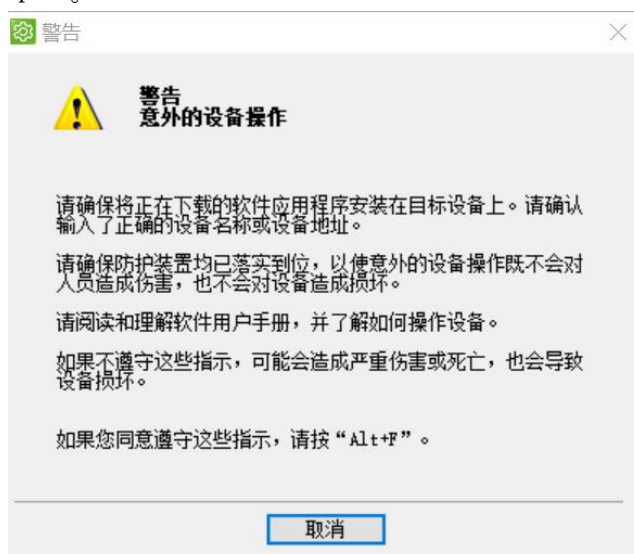 警告
警告
意外的设备操作
请确保将正在下载的软件应用程序安装在目标设备上。请确认
输入了正确的设备名称或设备地址。
请确保防护装置均已落实到位，以使意外的设备操作既不会对
人员造成伤害，也不会对设备造成损坏。
请阅读和理解软件用户手册，并了解如何操作设备。
如果不遵守这些指示，可能会造成严重伤害或死亡，也会导致
设备损坏。
如果您同意遵守这些指示，请按“Alt+F”。
取消